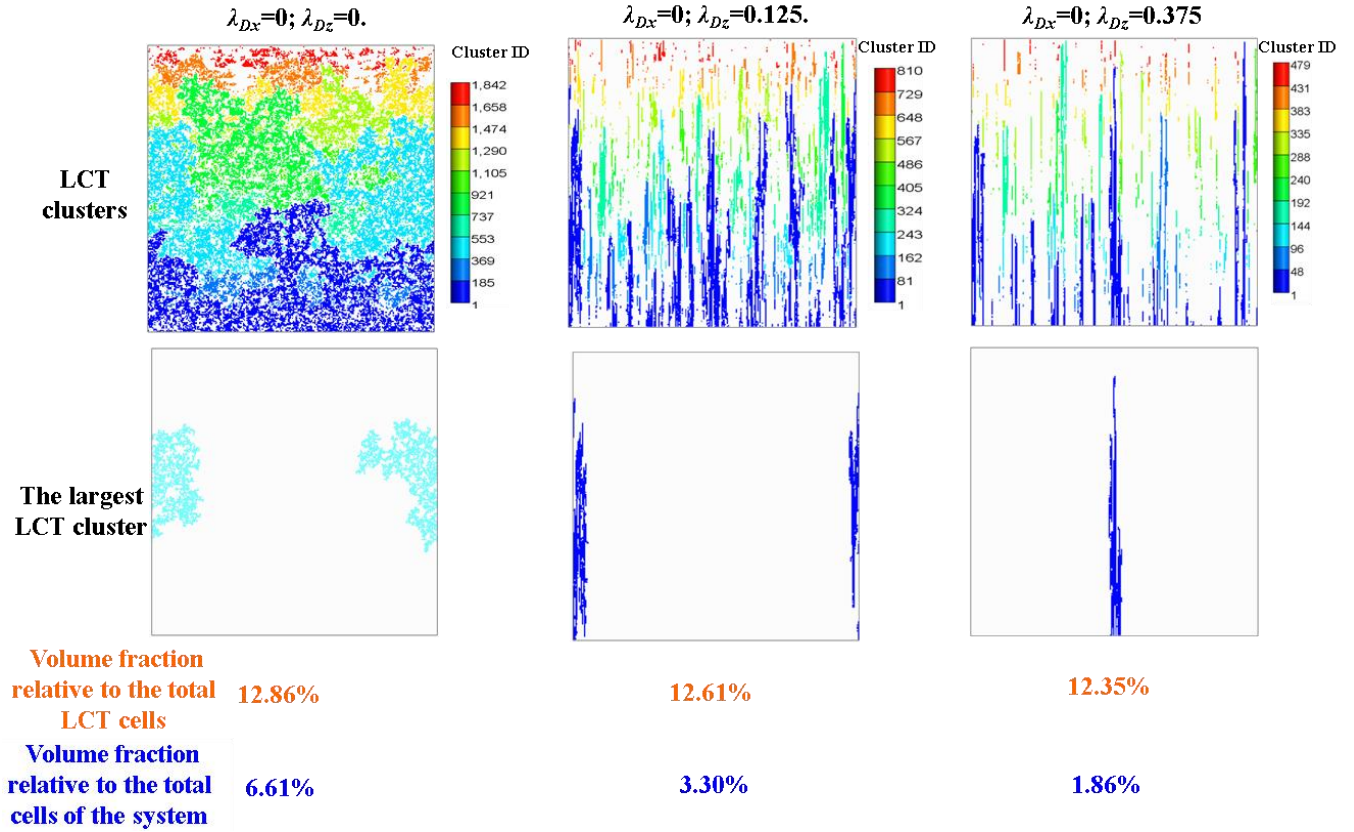 λDx=0; λDz=0.
λDx=0; λDz=0.125.
λDx=0; λDz=0.375
LCT
clusters
Cluster ID
1,842
1,658
1,474
1,290
1,105
921
737
553
369
185
1
Cluster ID
810
729
648
567
486
405
324
243
162
81
1
Cluster ID
479
431
383
335
288
240
192
144
96
48
1
The largest
LCT cluster
Volume fraction
relative to the total
LCT cells
12.86%
12.61%
12.35%
Volume fraction
relative to the total
cells of the system
6.61%
3.30%
1.86%